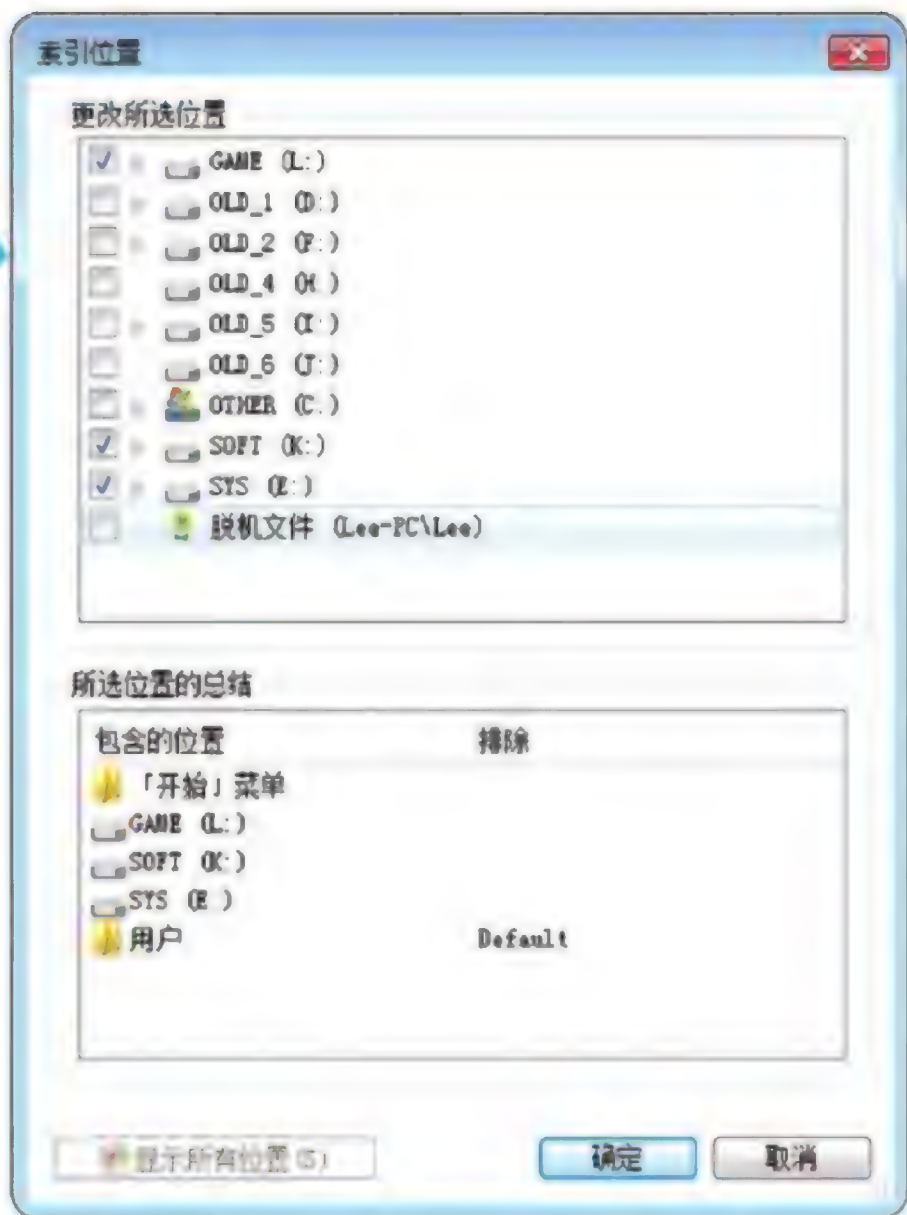 索引位置
更改所选位置
GAME (L:)
OLD_1 (D:)
OLD_2 (F:)
OLD_4 (H:)
OLD_5 (I:)
OLD_6 (J:)
OTHER (C:)
SOFT (K:)
SYS (E:)
脱机文件 (Lee-PC\Lee)
所选位置的总结
包含的位置 排除
「开始」菜单
GAME (L:)
SOFT (K:)
SYS (E:)
用户 Default
显示所有位置(S) 确定 取消